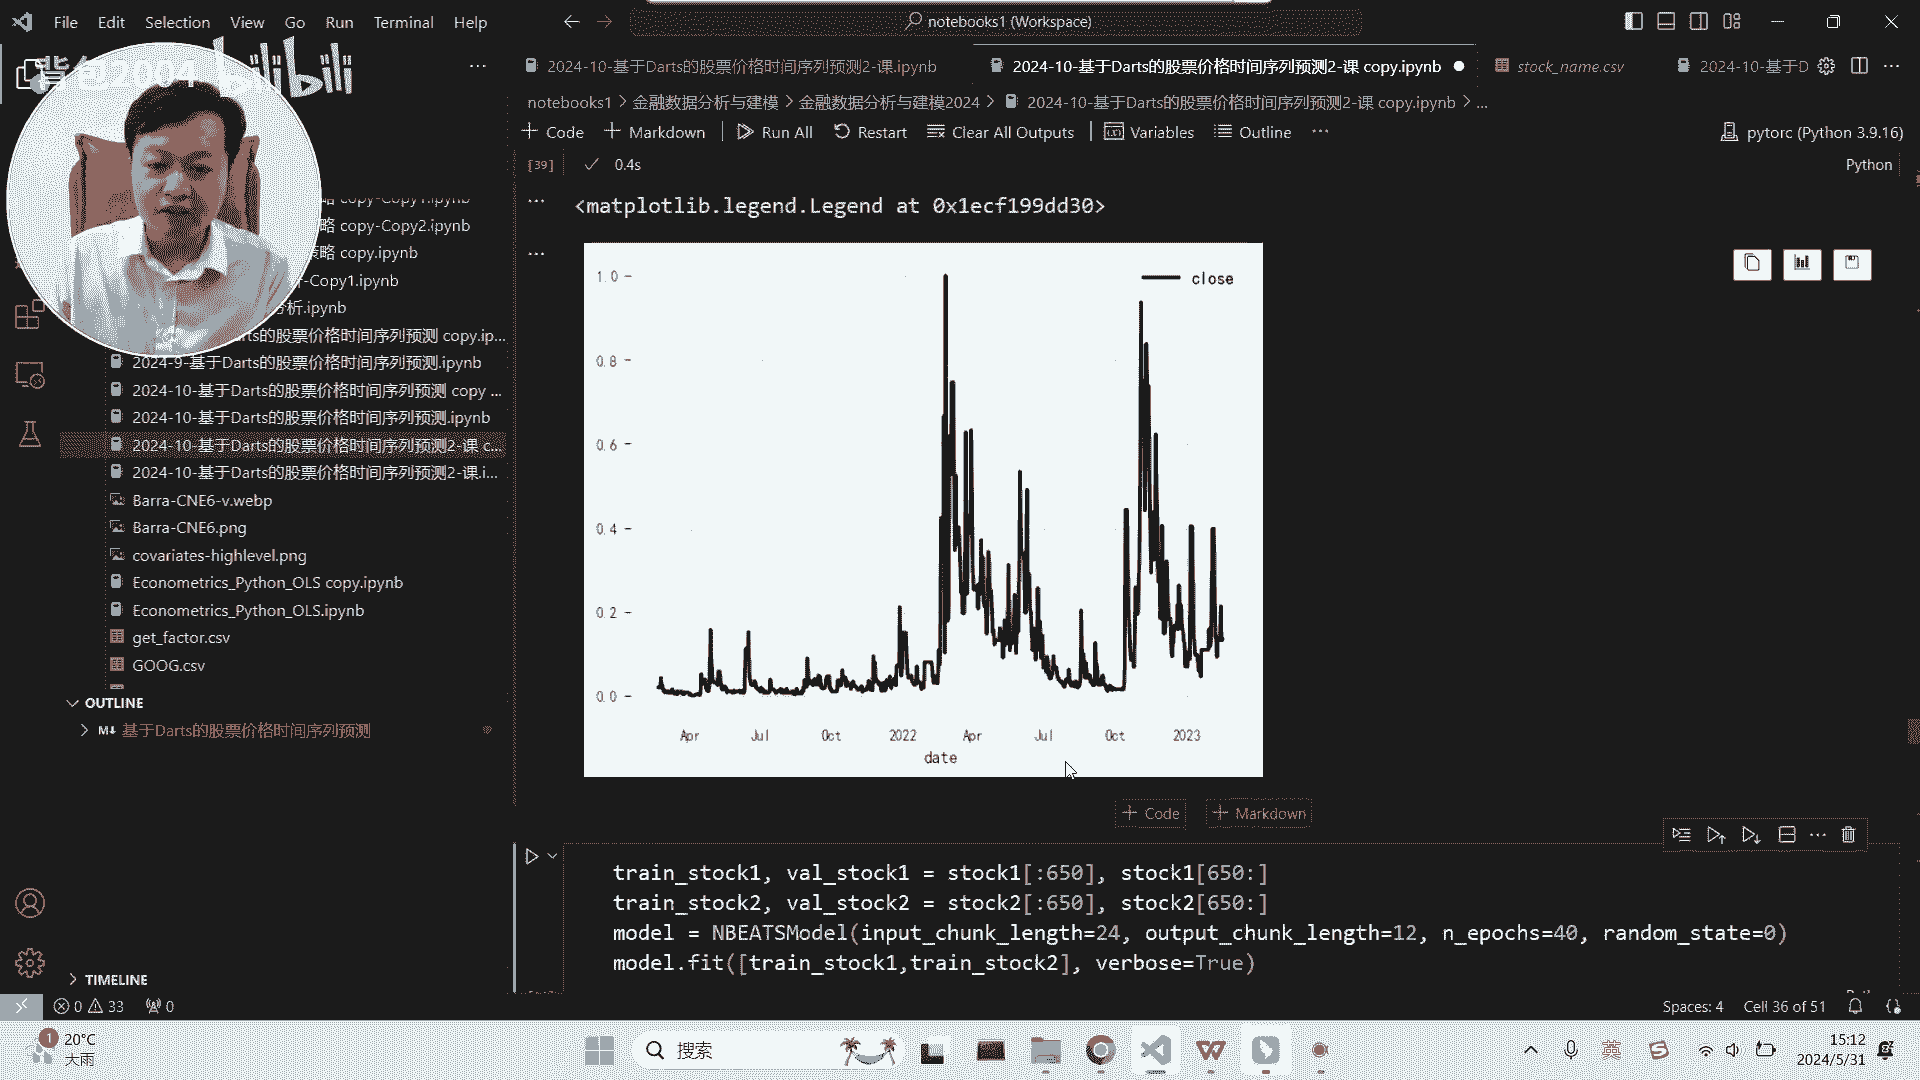 File Edit Selection View Go Run Terminal Help
notebooks1 (Workspace)
背包2004 bilibili
2024-10-基于Darts的股票价格时间序列预测2-课.ipynb
2024-10-基于Darts的股票价格时间序列预测2-课 copy.ipynb
stock_name.csv
2024-10-基于D
notebooks1 > 金融数据分析与建模 > 金融数据分析与建模2024 > 2024-10-基于Darts的股票价格时间序列预测2-课 copy.ipynb > ...
Code Markdown Run All Restart Clear All Outputs Variables Outline ...
pytorc (Python 3.9.16)
[39] 0.4s
Python
<matplotlib.legend.Legend at 0x1ecf199dd30>
略 copy-Copy1.ipynb
略 copy-Copy2.ipynb
策略 copy.ipynb
-Copy1.ipynb
分析.ipynb
arts的股票价格时间序列预测 copy.ip...
2024-9-基于Darts的股票价格时间序列预测.ipynb
2024-10-基于Darts的股票价格时间序列预测 copy ...
2024-10-基于Darts的股票价格时间序列预测.ipynb
2024-10-基于Darts的股票价格时间序列预测2-课 c...
2024-10-基于Darts的股票价格时间序列预测2-课.i...
Barra-CNE6-v.webp
Barra-CNE6.png
covariates-highlevel.png
Econometrics_Python_OLS copy.ipynb
Econometrics_Python_OLS.ipynb
get_factor.csv
GOOG.csv
OUTLINE
M↓ 基于Darts的股票价格时间序列预测
TIMELINE
close
1.0
0.8
0.6
0.4
0.2
0.0
Apr Jul Oct 2022 Apr Jul Oct 2023
date
Code Markdown
train_stock1, val_stock1 = stock1[:650], stock1[650:]
train_stock2, val_stock2 = stock2[:650], stock2[650:]
model = NBEATSModel(input_chunk_length=24, output_chunk_length=12, n_epochs=40, random_state=0)
model.fit([train_stock1,train_stock2], verbose=True)
0 33 0
Spaces: 4 Cell 36 of 51
1
20°C
大雨
搜索
英
15:12
2024/5/31